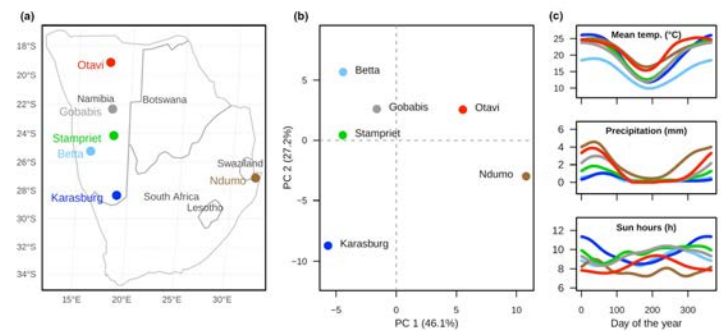 (a)
18°S
20°S
22°S
24°S
26°S
28°S
30°S
32°S
34°S
Otavi
Namibia
Botswana
Gobabis
Stampriet
Betta
Swaziland
Ndumo
Karasburg
South Africa
Lesotho
15°E
20°E
25°E
30°E
(b)
PC 2 (27.2%)
5
0
−5
−10
Betta
Gobabis
Otavi
Stampriet
Ndumo
Karasburg
−5
0
5
10
PC 1 (46.1%)
(c)
Mean temp. (°C)
25
20
15
10
Precipitation (mm)
4
2
0
Sun hours (h)
12
10
8
6
0
100
200
300
Day of the year